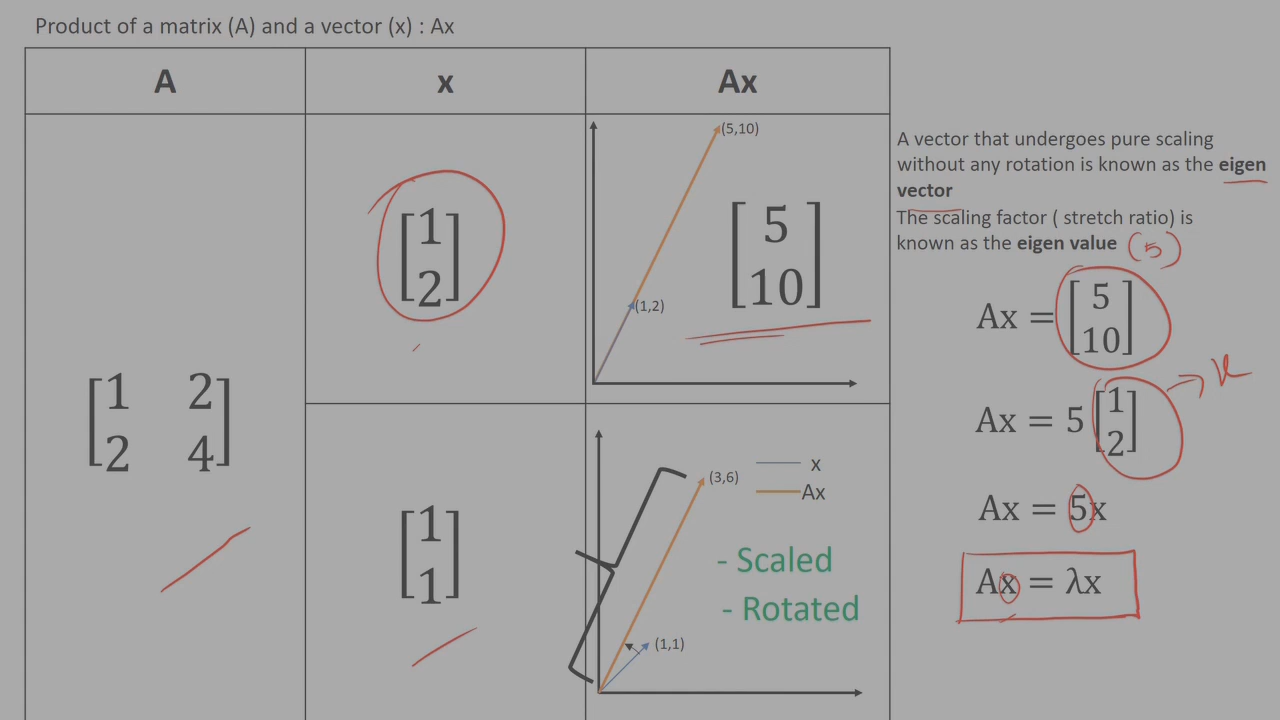 Product of a matrix (A) and a vector (x) : Ax
A x Ax
[1 2
2 4]
[1
2]
(5,10)
(1,2)
[5
10]
[1
1]
(3,6)
x
Ax
- Scaled
- Rotated
(1,1)
A vector that undergoes pure scaling
without any rotation is known as the eigen
vector
The scaling factor ( stretch ratio) is
known as the eigen value (5)
Ax = [5
10]
Ax = 5 [1
2]
Ax = 5x
Ax = λx